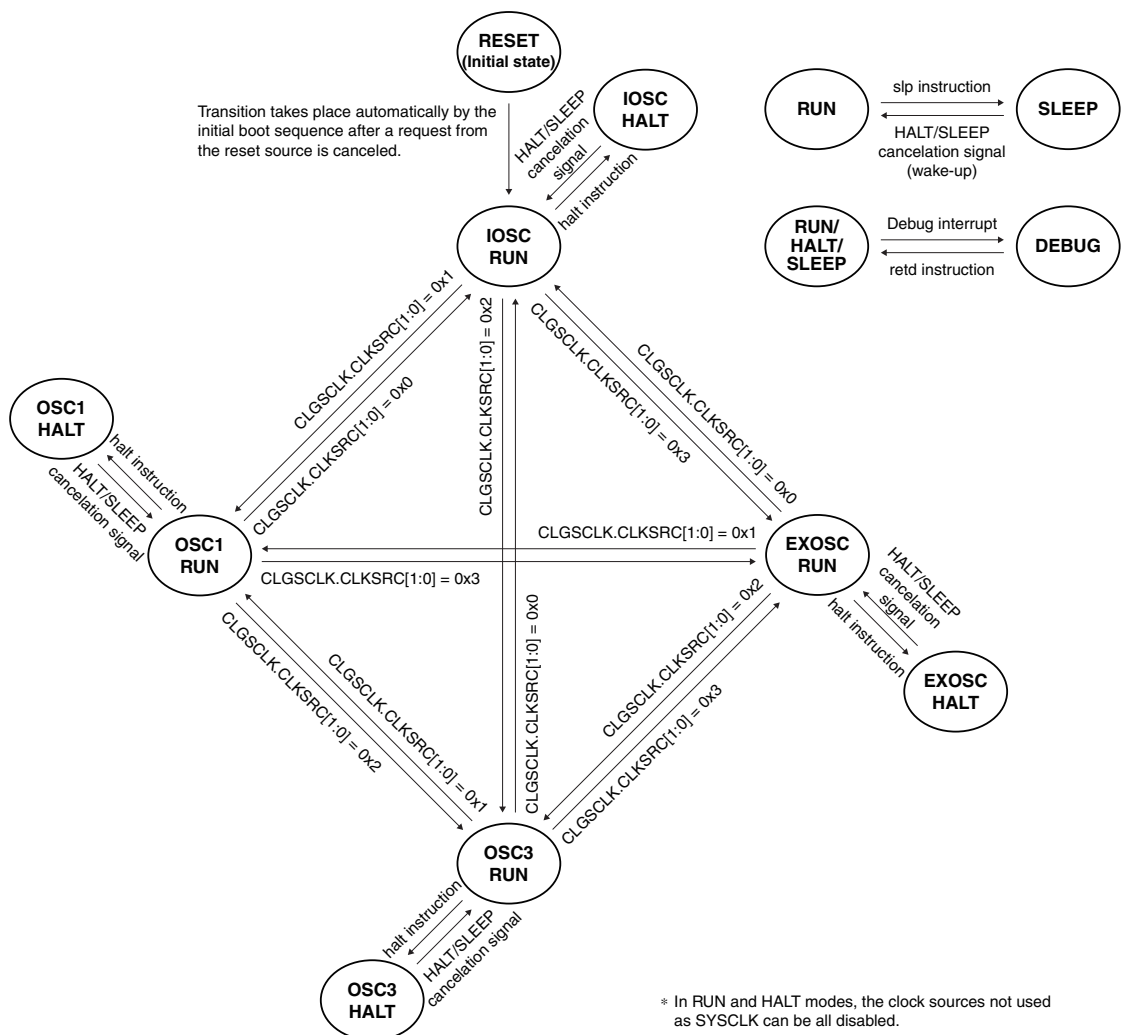 RESET
(Initial state)
Transition takes place automatically by the
initial boot sequence after a request from
the reset source is canceled.
IOSC
HALT
HALT/SLEEP
cancelation
signal
halt instruction
IOSC
RUN
RUN
slp instruction
HALT/SLEEP
cancelation signal
(wake-up)
SLEEP
RUN/
HALT/
SLEEP
Debug interrupt
retd instruction
DEBUG
CLGSCLK.CLKSRC[1:0] = 0x1
CLGSCLK.CLKSRC[1:0] = 0x0
CLGSCLK.CLKSRC[1:0] = 0x2
CLGSCLK.CLKSRC[1:0] = 0x0
CLGSCLK.CLKSRC[1:0] = 0x3
CLGSCLK.CLKSRC[1:0] = 0x0
OSC1
HALT
halt instruction
HALT/SLEEP
cancelation signal
OSC1
RUN
CLGSCLK.CLKSRC[1:0] = 0x1
CLGSCLK.CLKSRC[1:0] = 0x3
EXOSC
RUN
HALT/SLEEP
cancelation
signal
halt instruction
EXOSC
HALT
CLGSCLK.CLKSRC[1:0] = 0x1
CLGSCLK.CLKSRC[1:0] = 0x2
CLGSCLK.CLKSRC[1:0] = 0x2
CLGSCLK.CLKSRC[1:0] = 0x3
OSC3
RUN
halt instruction
HALT/SLEEP
cancelation signal
OSC3
HALT
* In RUN and HALT modes, the clock sources not used
as SYSCLK can be all disabled.